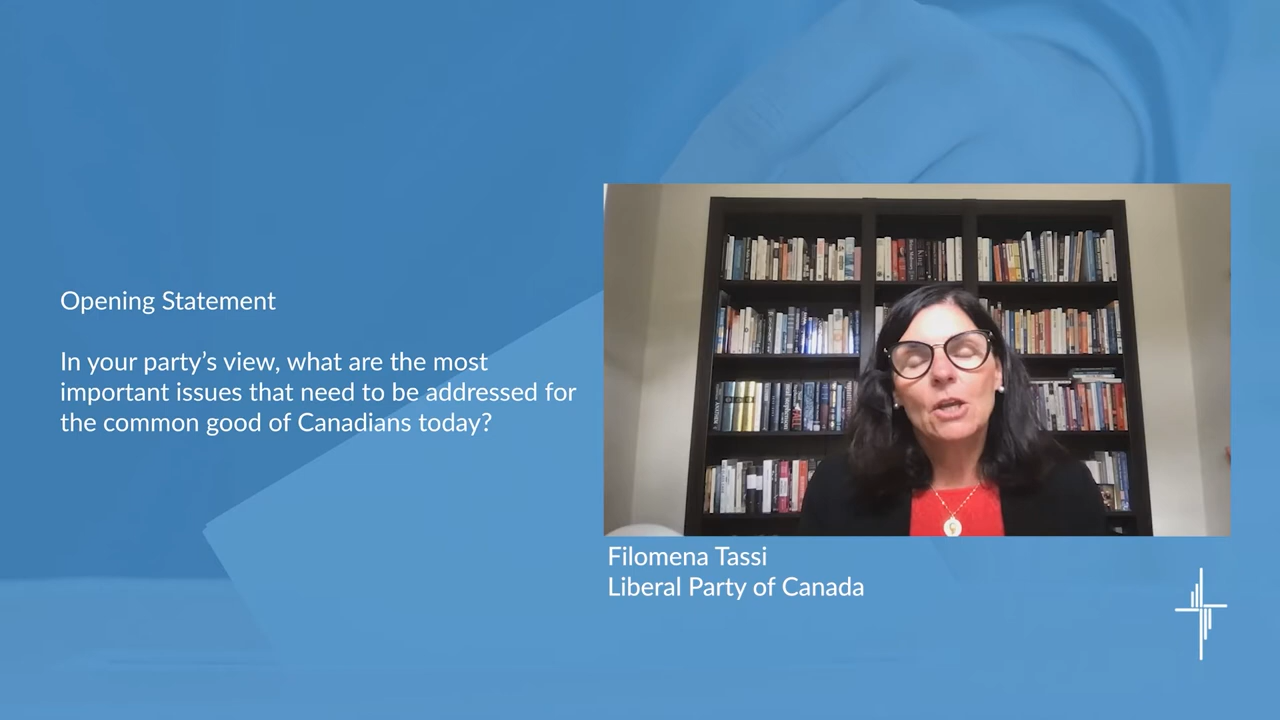 Opening Statement
In your party's view, what are the most
important issues that need to be addressed for
the common good of Canadians today?
Filomena Tassi
Liberal Party of Canada